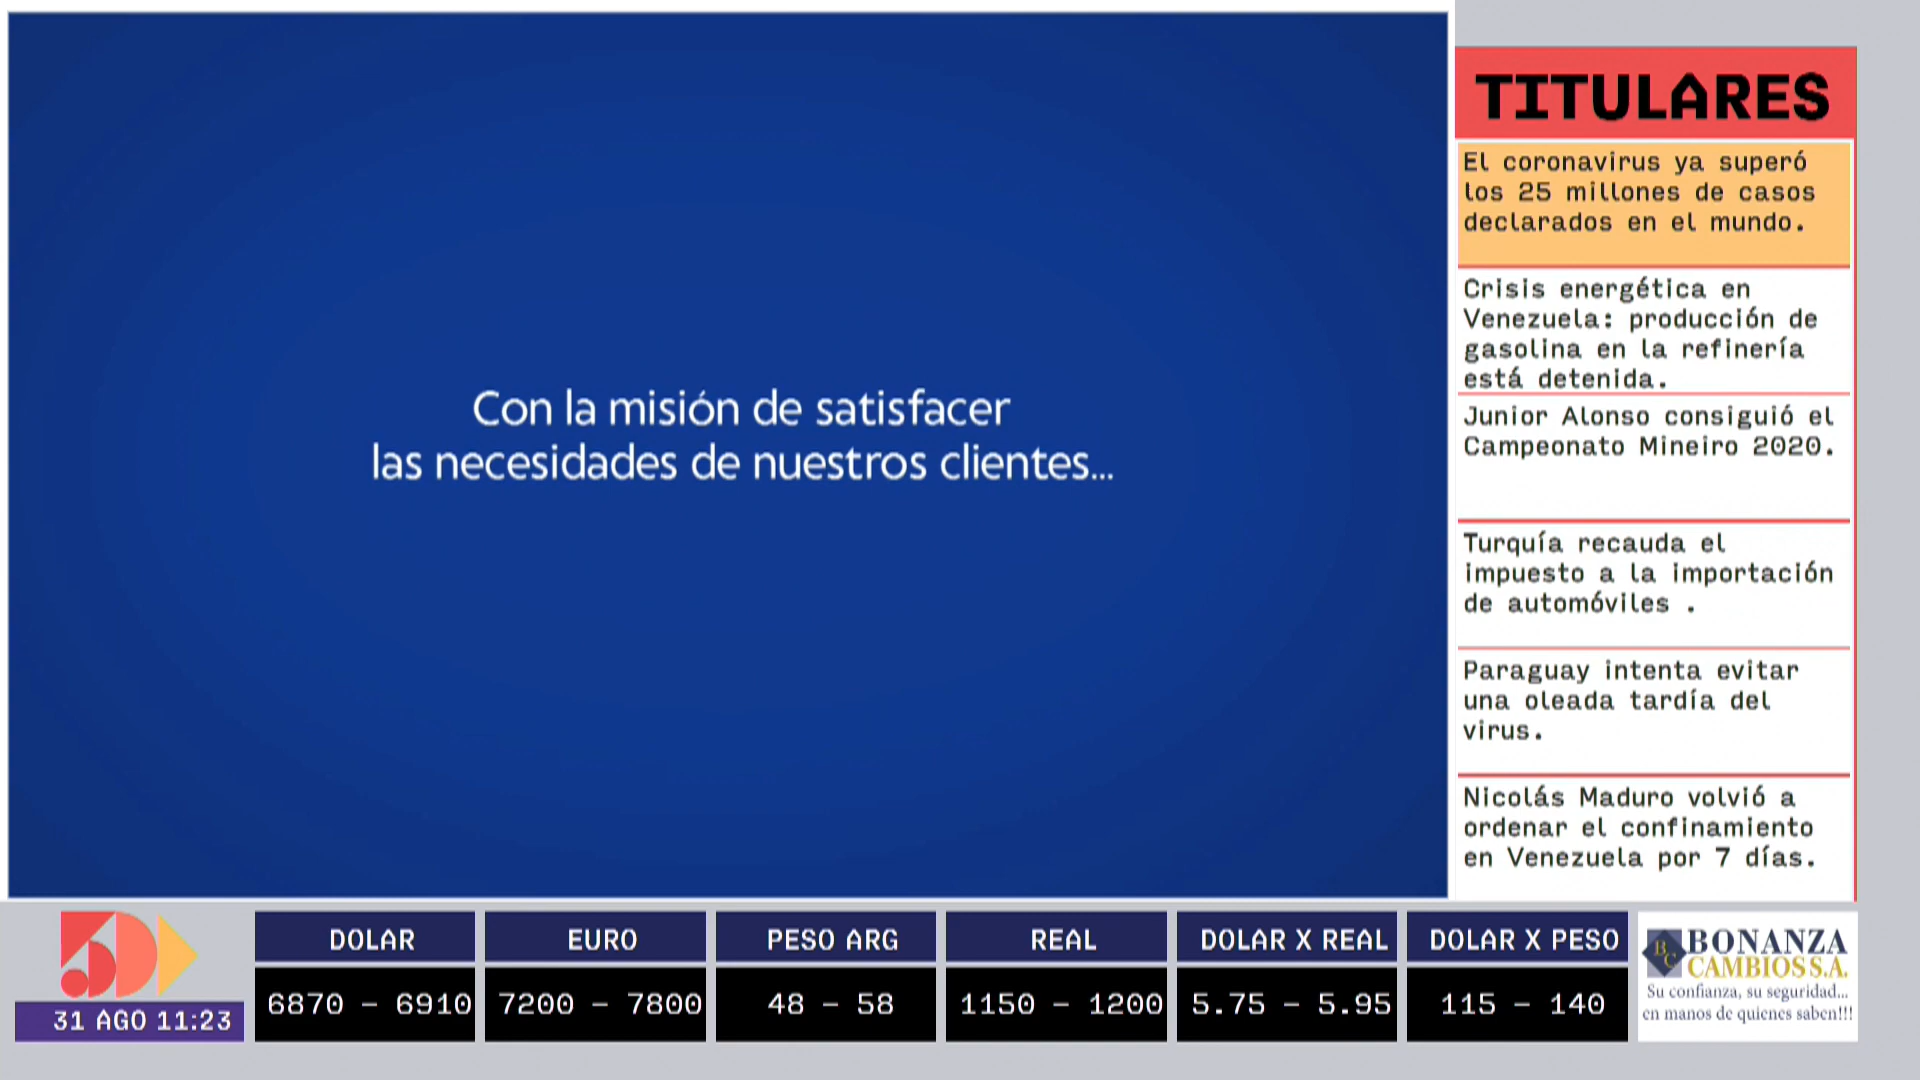 Con la misión de satisfacer
las necesidades de nuestros clientes...
TITULARES
El coronavirus ya superó
los 25 millones de casos
declarados en el mundo.
Crisis energética en
Venezuela: producción de
gasolina en la refinería
está detenida.
Junior Alonso consiguió el
Campeonato Mineiro 2020.
Turquía recauda el
impuesto a la importación
de automóviles .
Paraguay intenta evitar
una oleada tardía del
virus.
Nicolás Maduro volvió a
ordenar el confinamiento
en Venezuela por 7 días.
5D
31 AGO 11:23
DOLAR
6870 - 6910
EURO
7200 - 7800
PESO ARG
48 - 58
REAL
1150 - 1200
DOLAR X REAL
5.75 - 5.95
DOLAR X PESO
115 - 140
BC
BONANZA
CAMBIOS S.A.
Su confianza, su seguridad...
en manos de quienes saben!!!